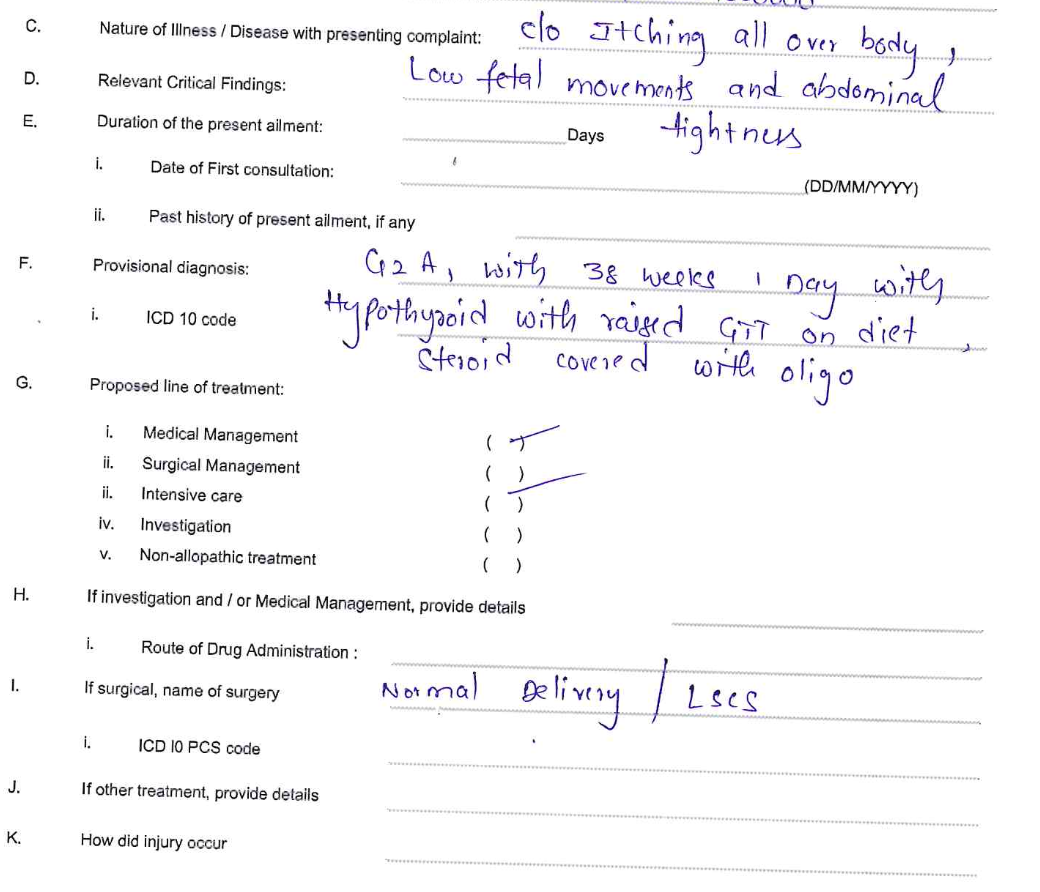 C. Nature of Illness / Disease with presenting complaint: c/o Itching all over body,
D. Relevant Critical Findings: Low fetal movements and abdominal
E. Duration of the present ailment: Days tightness
i. Date of First consultation: (DD/MM/YYYY)
ii. Past history of present ailment, if any
F. Provisional diagnosis: G2 A1 with 38 weeks 1 Day with
i. ICD 10 code Hypothyroid with raised GTT on diet,
Steroid covered with oligo
G. Proposed line of treatment:
i. Medical Management ( )
ii. Surgical Management ( )
ii. Intensive care ( )
iv. Investigation ( )
v. Non-allopathic treatment ( )
H. If investigation and / or Medical Management, provide details
i. Route of Drug Administration :
I. If surgical, name of surgery Normal Delivery / LSCS
i. ICD I0 PCS code
J. If other treatment, provide details
K. How did injury occur